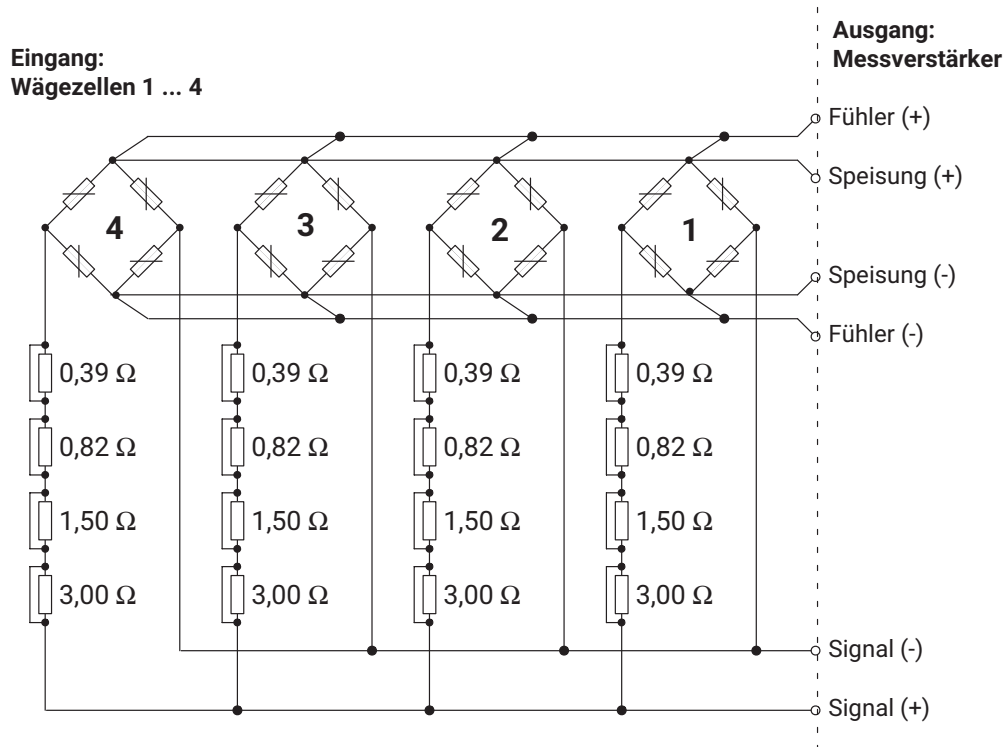 Eingang:
Wägezellen 1 ... 4
Ausgang:
Messverstärker
Fühler (+)
Speisung (+)
4
3
2
1
Speisung (-)
Fühler (-)
0,39 Ω
0,39 Ω
0,39 Ω
0,39 Ω
0,82 Ω
0,82 Ω
0,82 Ω
0,82 Ω
1,50 Ω
1,50 Ω
1,50 Ω
1,50 Ω
3,00 Ω
3,00 Ω
3,00 Ω
3,00 Ω
Signal (-)
Signal (+)